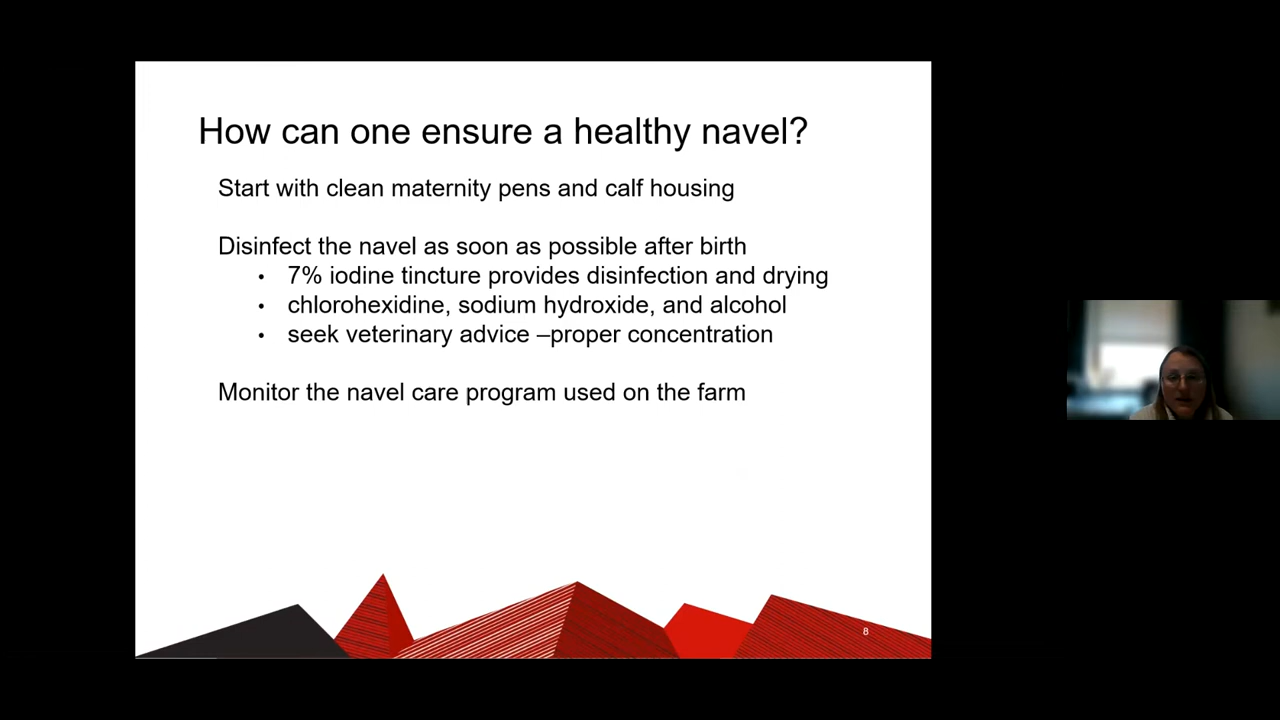 How can one ensure a healthy navel?
Start with clean maternity pens and calf housing
Disinfect the navel as soon as possible after birth
• 7% iodine tincture provides disinfection and drying
• chlorohexidine, sodium hydroxide, and alcohol
• seek veterinary advice –proper concentration
Monitor the navel care program used on the farm
8